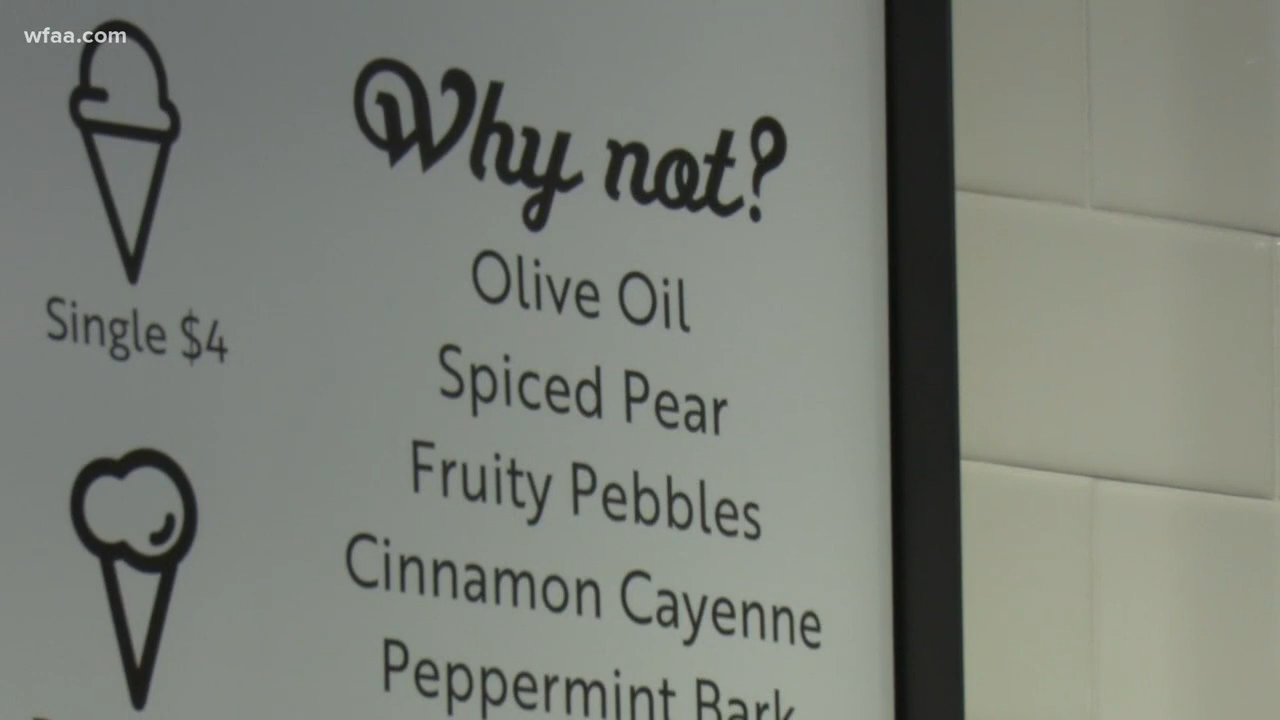 wfaa.com
Why not?
Olive Oil
Single $4
Spiced Pear
Fruity Pebbles
Cinnamon Cayenne
Peppermint Bark